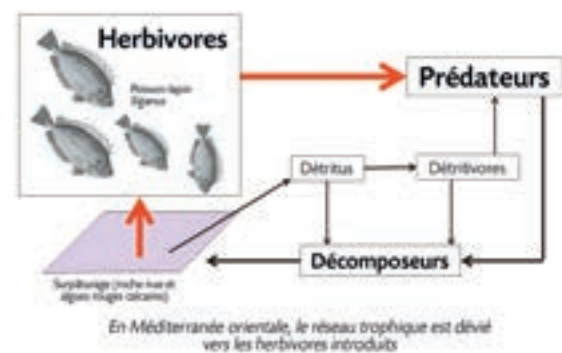 Herbivores
Poisson-lapin
Siganus
Prédateurs
Détritus
Détritivores
Décomposeurs
Surpâturage (roche nue et
algues rouges calcaires)
En Méditerranée orientale, le réseau trophique est dévié
vers les herbivores introduits